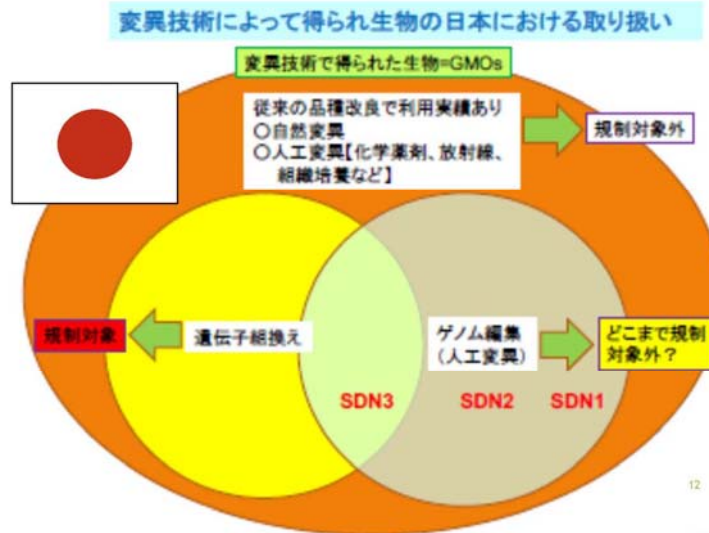 変異技術によって得られ生物の日本における取り扱い
変異技術で得られた生物=GMOs
従来の品種改良で利用実績あり
〇自然変異
〇人工変異【化学薬剤、放射線、
組織培養など】
規制対象外
規制対象
遺伝子組換え
ゲノム編集
(人工変異)
どこまで規制
対象外?
SDN3
SDN2
SDN1
12